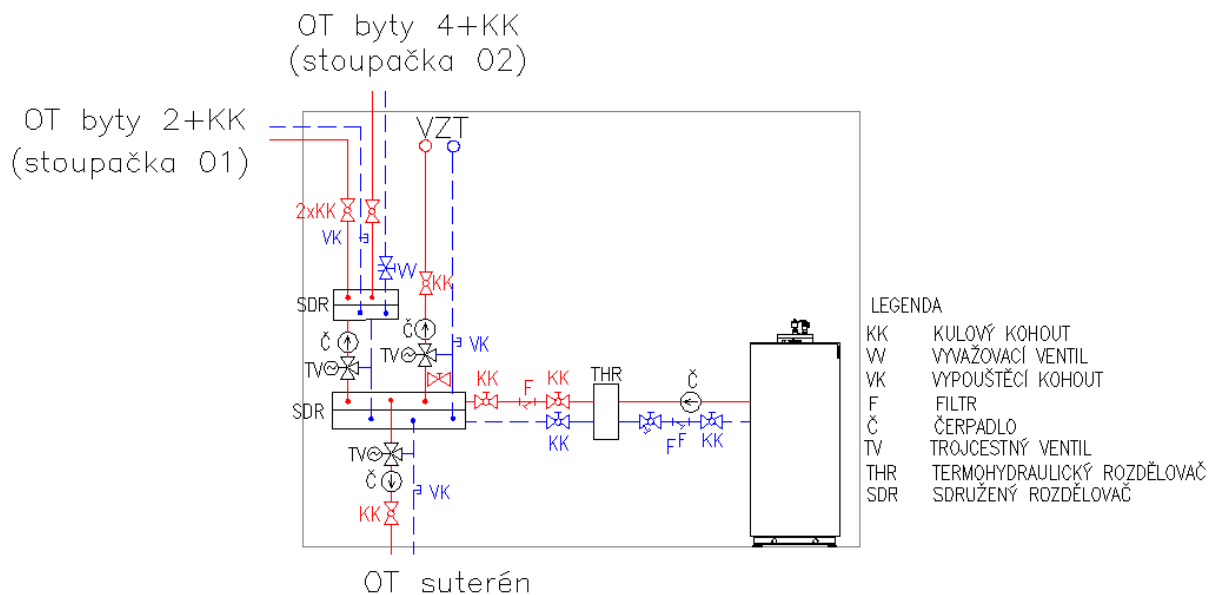 OT byty 4+KK
(stoupačka 02)
OT byty 2+KK
(stoupačka 01)
VZT
2xKK
VK
VV
KK
SDR
Č
TV
Č
TV
VK
SDR
KK
F
KK
THR
Č
KK
F
F
KK
TV
Č
VK
KK
OT suterén
LEGENDA
KK KULOVÝ KOHOUT
VV VYVAŽOVACÍ VENTIL
VK VYPOUŠTĚCÍ KOHOUT
F FILTR
Č ČERPADLO
TV TROJCESTNÝ VENTIL
THR TERMOHYDRAULICKÝ ROZDĚLOVAČ
SDR SDRUŽENÝ ROZDĚLOVAČ